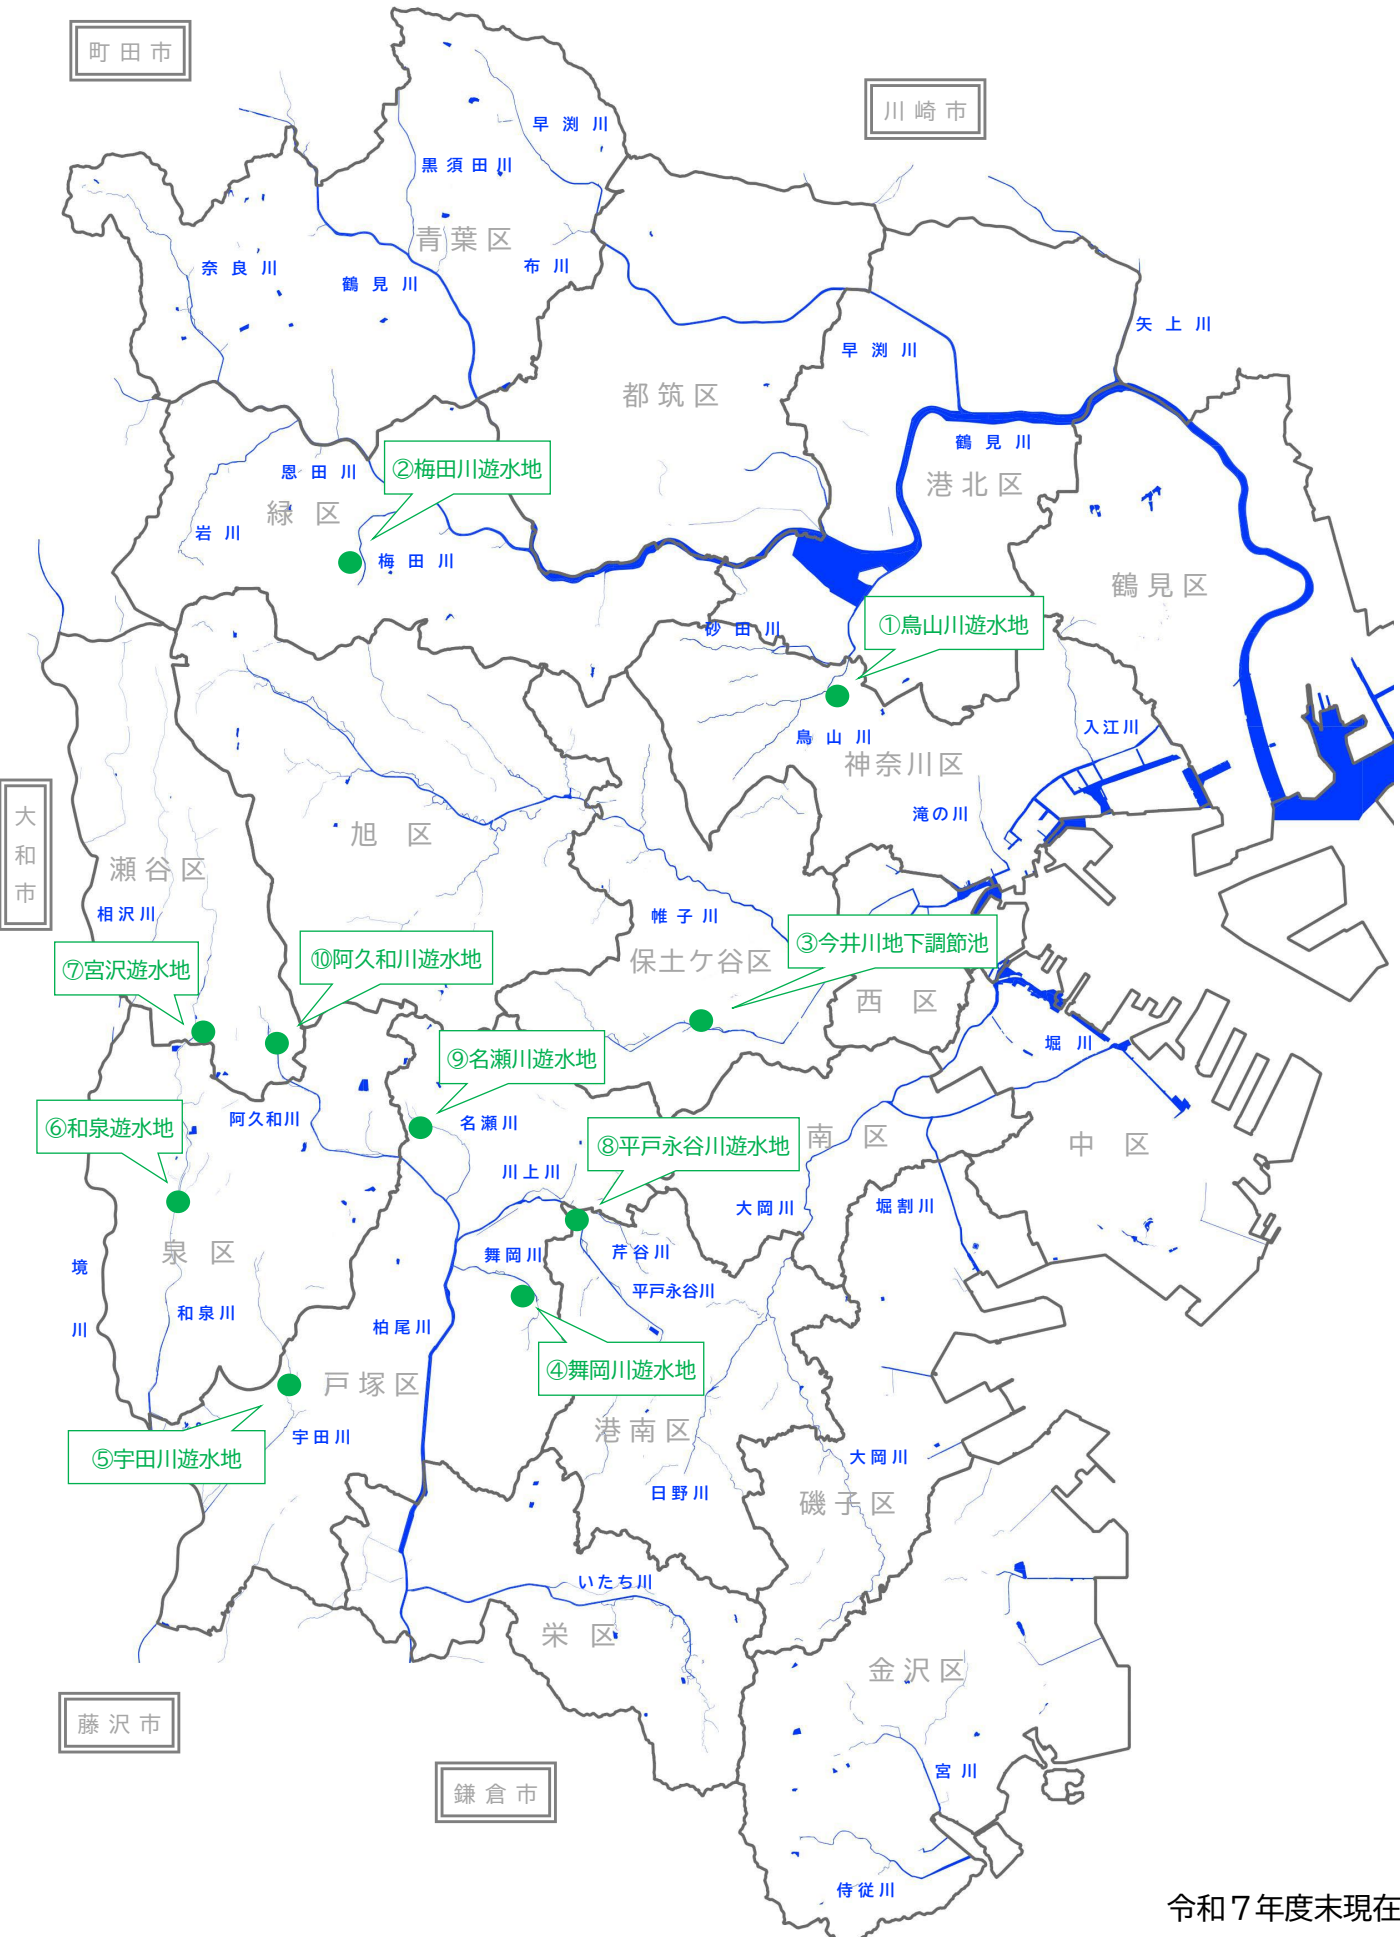 町田市
川崎市
早渕川
黒須田川
青葉区
奈良川
鶴見川
布川
矢上川
早渕川
都筑区
鶴見川
恩田川
②梅田川遊水地
港北区
緑区
岩川
梅田川
鶴見区
砂田川
①鳥山川遊水地
入江川
鳥山川
神奈川区
滝の川
大和市
旭区
瀬谷区
相沢川
帷子川
③今井川地下調節池
⑦宮沢遊水地
⑩阿久和川遊水地
保土ケ谷区
西区
堀川
⑨名瀬川遊水地
⑥和泉遊水地
阿久和川
名瀬川
⑧平戸永谷川遊水地
南区
中区
川上川
大岡川
堀割川
泉区
舞岡川
芹谷川
境川
平戸永谷川
和泉川
柏尾川
④舞岡川遊水地
戸塚区
港南区
宇田川
⑤宇田川遊水地
大岡川
日野川
磯子区
いたち川
栄区
金沢区
藤沢市
宮川
鎌倉市
侍従川
令和７年度末現在